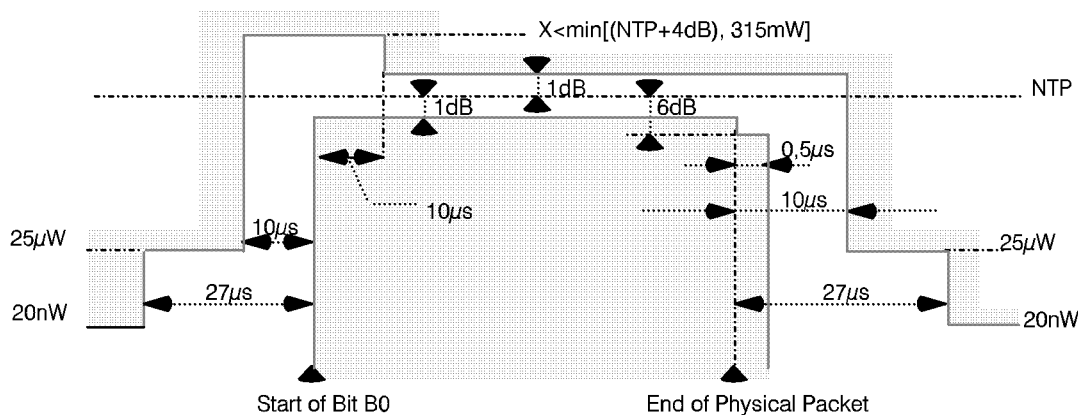 X<min[(NTP+4dB), 315mW]
NTP
1dB
1dB
6dB
0,5µs
10µs
10µs
10µs
25µW
25µW
27µs
27µs
20nW
20nW
Start of Bit B0
End of Physical Packet